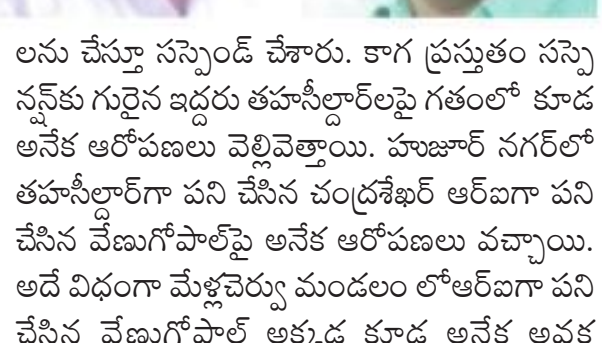 లను చేస్తూ సస్పెండ్ చేశారు. కాగ ప్రస్తుతం సస్పె
న్షన్‌కు గురైన ఇద్దరు తహసీల్దార్‌లపై గతంలో కూడ
అనేక ఆరోపణలు వెల్లివెత్తాయి. హుజూర్ నగర్‌లో
తహసీల్దార్‌గా పని చేసిన చంద్రశేఖర్ ఆర్ఐగా పని
చేసిన వేణుగోపాల్‌పై అనేక ఆరోపణలు వచ్చాయి.
అదే విధంగా మేళ్లచెర్వు మండలం లోఆర్ఐగా పని
చేసిన వేణుగోపాల్ అక్కడ కూడ అనేక అవక